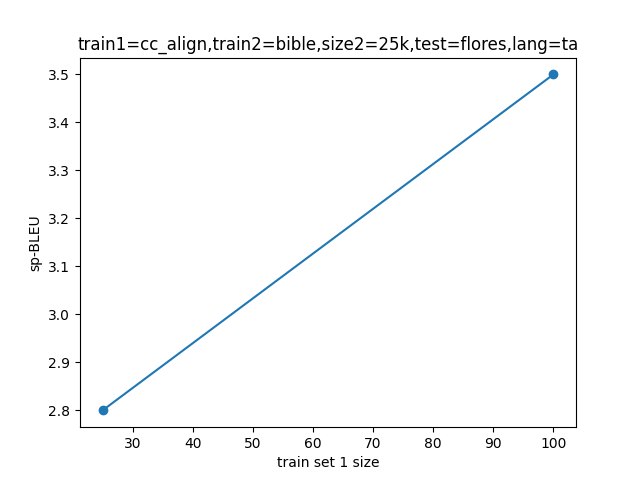 train1=cc_align,train2=bible,size2=25k,test=flores,lang=ta
3.5
3.4
3.3
3.2
3.1
3.0
2.9
2.8
sp-BLEU
30 40 50 60 70 80 90 100
train set 1 size